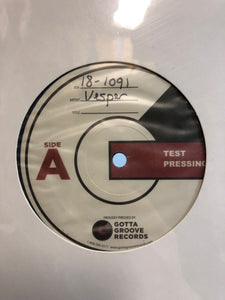 18-1091
Vesper
SIDE
A
TEST
PRESSING
PROUDLY PRESSED BY
GOTTA
GROOVE
RECORDS